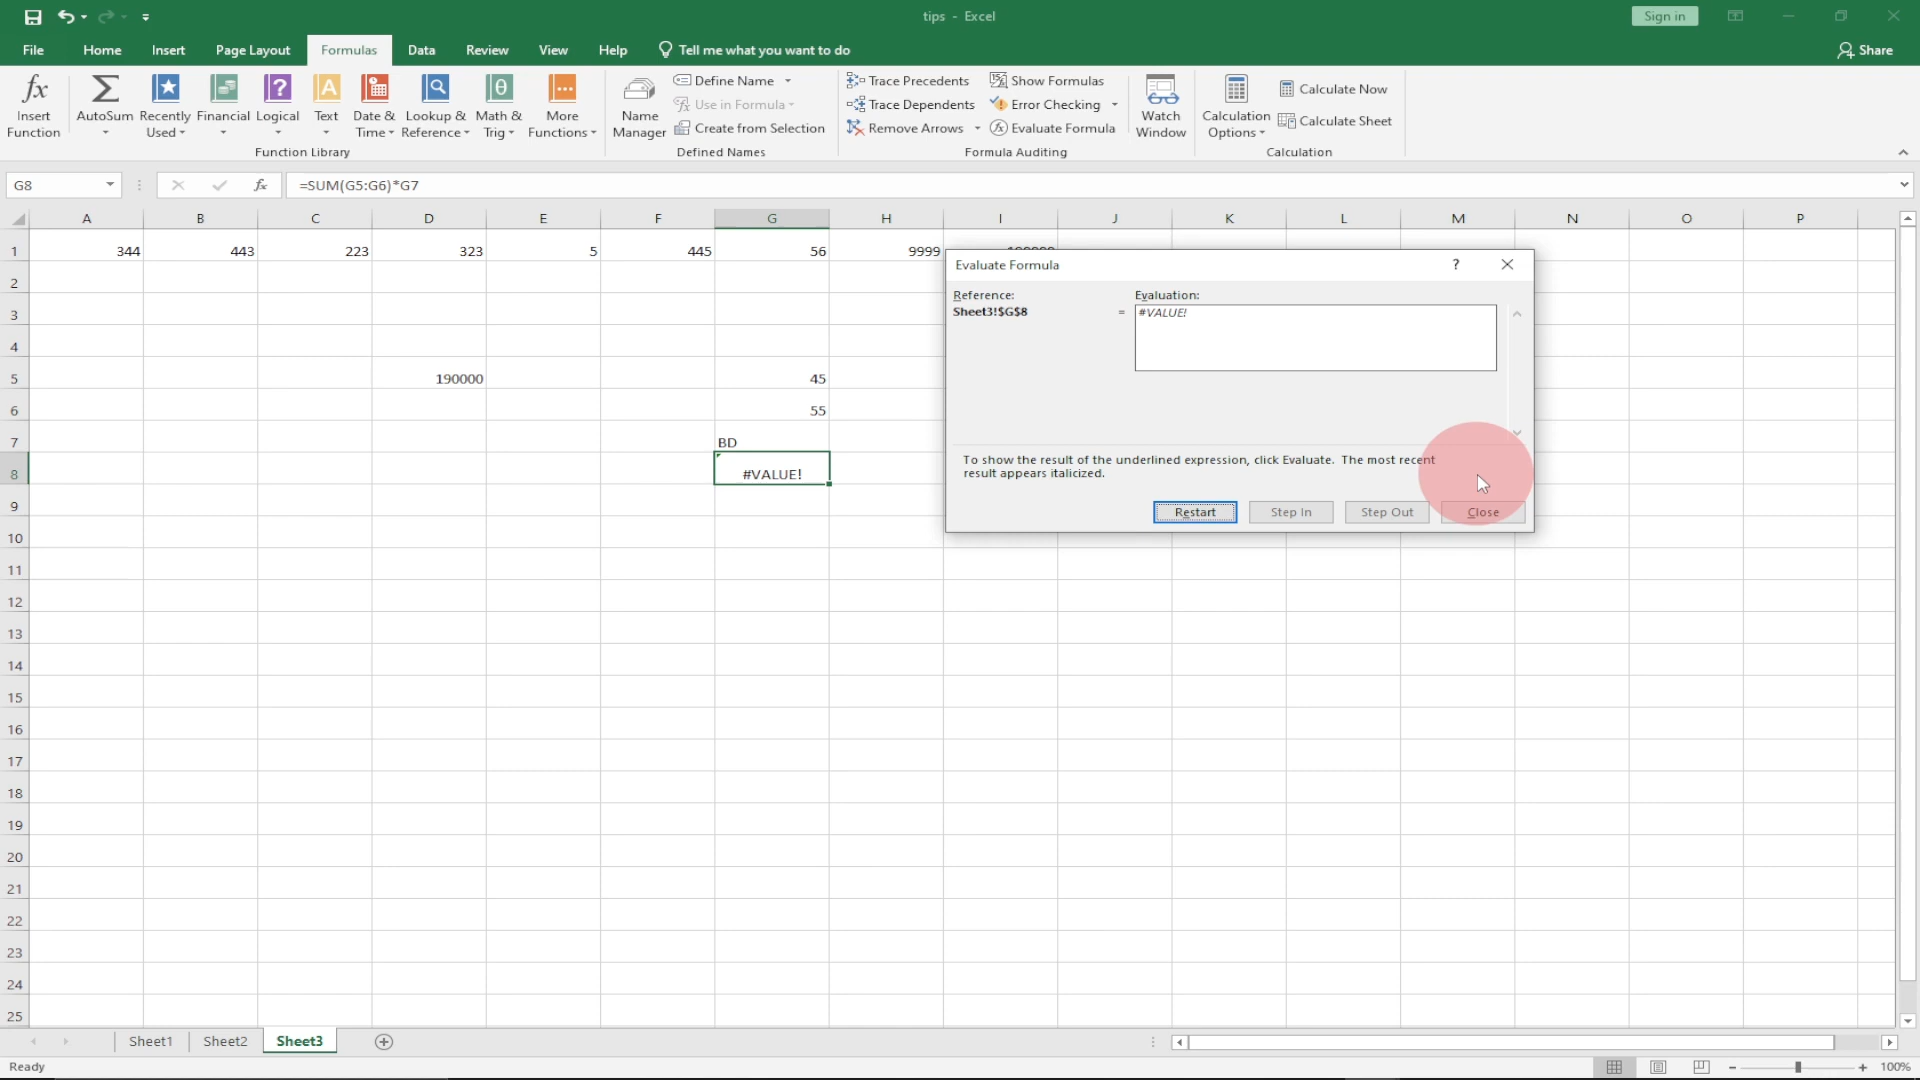 tips - Excel
Sign in
File Home Insert Page Layout Formulas Data Review View Help Tell me what you want to do Share
Insert Function
AutoSum
Recently Used
Financial
Logical
Text
Date & Time
Lookup & Reference
Math & Trig
More Functions
Function Library
Name Manager
Define Name
Use in Formula
Create from Selection
Defined Names
Trace Precedents
Trace Dependents
Remove Arrows
Show Formulas
Error Checking
Evaluate Formula
Formula Auditing
Watch Window
Calculation Options
Calculate Now
Calculate Sheet
Calculation
G8 fx =SUM(G5:G6)*G7
A B C D E F G H I J K L M N O P
1 344 443 223 323 5 445 56 9999
2
3
4
5 190000 45
6 55
7 BD
8 #VALUE!
9
10
11
12
13
14
15
16
17
18
19
20
21
22
23
24
25
Evaluate Formula ?
Reference: Evaluation:
Sheet3!$G$8 = #VALUE!
To show the result of the underlined expression, click Evaluate. The most recent
result appears italicized.
Restart Step In Step Out Close
Sheet1 Sheet2 Sheet3
Ready 100%